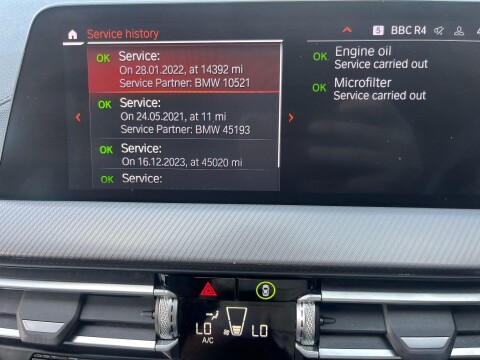 Service history
5 BBC R4
OK Service:
On 28.01.2022, at 14392 mi
Service Partner: BMW 10521
OK Service:
On 24.05.2021, at 11 mi
Service Partner: BMW 45193
OK Service:
On 16.12.2023, at 45020 mi
OK Service:
OK Engine oil
Service carried out
OK Microfilter
Service carried out
LO LO
A/C